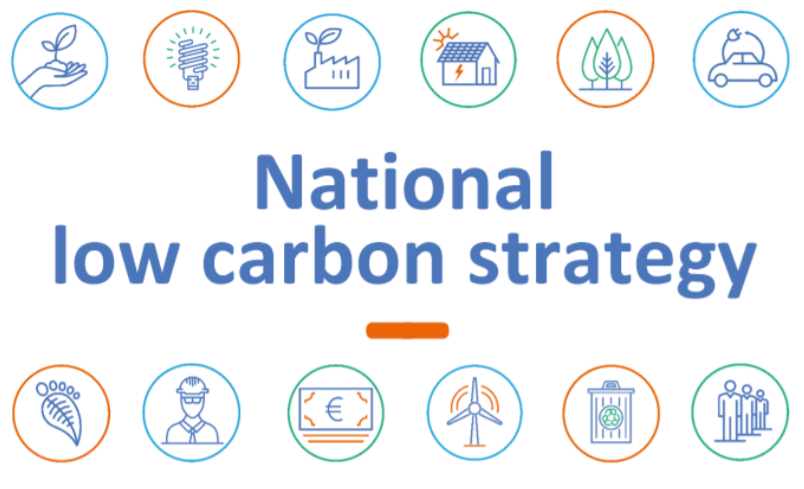 National
low carbon strategy
€